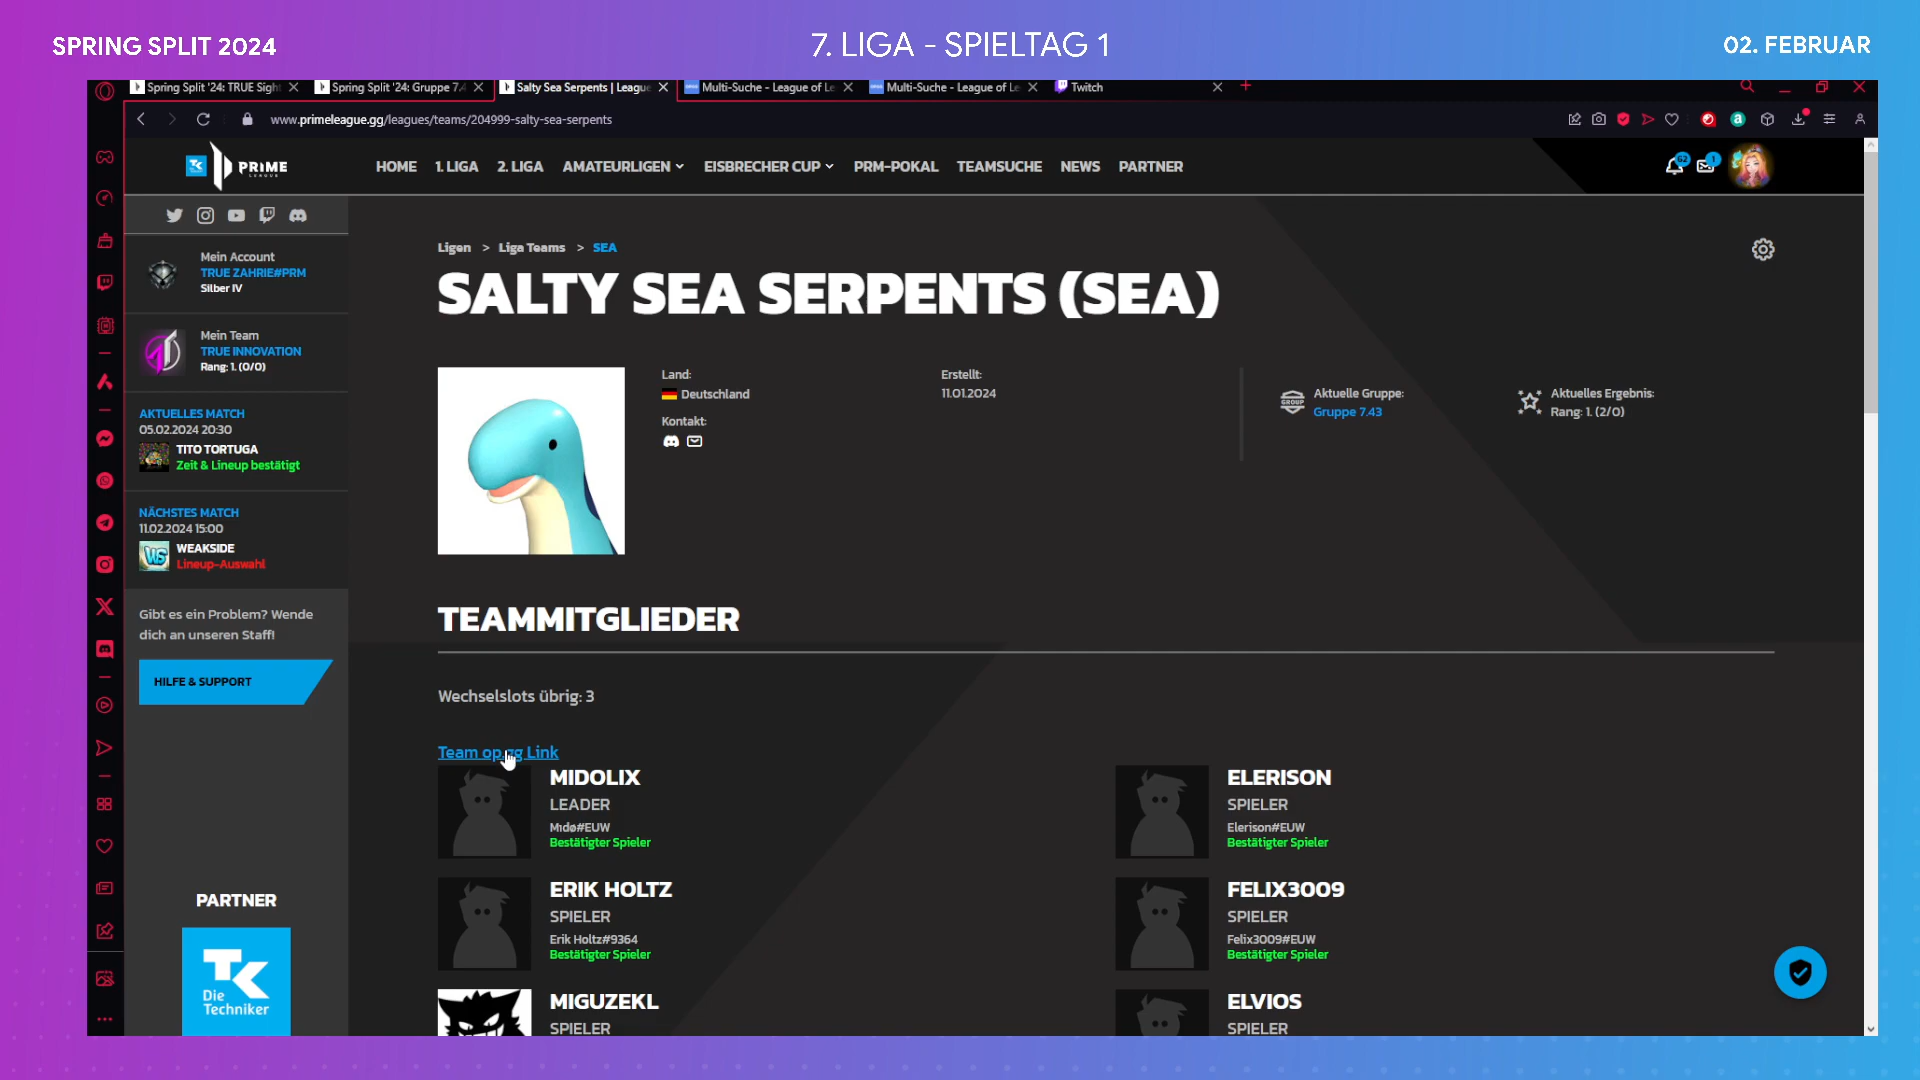 SPRING SPLIT 2024
7. LIGA - SPIELTAG 1
02. FEBRUAR
Spring Split '24: TRUE Sight
Spring Split '24: Gruppe 7.4
Salty Sea Serpents | League
Multi-Suche - League of Le
Multi-Suche - League of Le
Twitch
www.primeleague.gg/leagues/teams/204999-salty-sea-serpents
TK PRIME
LEAGUE
HOME
1. LIGA
2. LIGA
AMATEURLIGEN
EISBRECHER CUP
PRM-POKAL
TEAMSUCHE
NEWS
PARTNER
62
1
Mein Account
TRUE ZAHRIE#PRM
Silber IV
Mein Team
TRUE INNOVATION
Rang: 1. (0/0)
AKTUELLES MATCH
05.02.2024 20:30
TITO TORTUGA
Zeit & Lineup bestätigt
NÄCHSTES MATCH
11.02.2024 15:00
WS
WEAKSIDE
Lineup-Auswahl
Gibt es ein Problem? Wende
dich an unseren Staff!
HILFE & SUPPORT
PARTNER
TK
Die
Techniker
Ligen > Liga Teams > SEA
SALTY SEA SERPENTS (SEA)
Land:
Deutschland
Kontakt:
Erstellt:
11.01.2024
GROUP
Aktuelle Gruppe:
Gruppe 7.43
Aktuelles Ergebnis:
Rang: 1. (2/0)
TEAMMITGLIEDER
Wechselslots übrig: 3
Team op.gg Link
MIDOLIX
LEADER
Mıdø#EUW
Bestätigter Spieler
ELERISON
SPIELER
Elerison#EUW
Bestätigter Spieler
ERIK HOLTZ
SPIELER
Erik Holtz#9364
Bestätigter Spieler
FELIX3009
SPIELER
Felix3009#EUW
Bestätigter Spieler
MIGUZEKL
SPIELER
ELVIOS
SPIELER